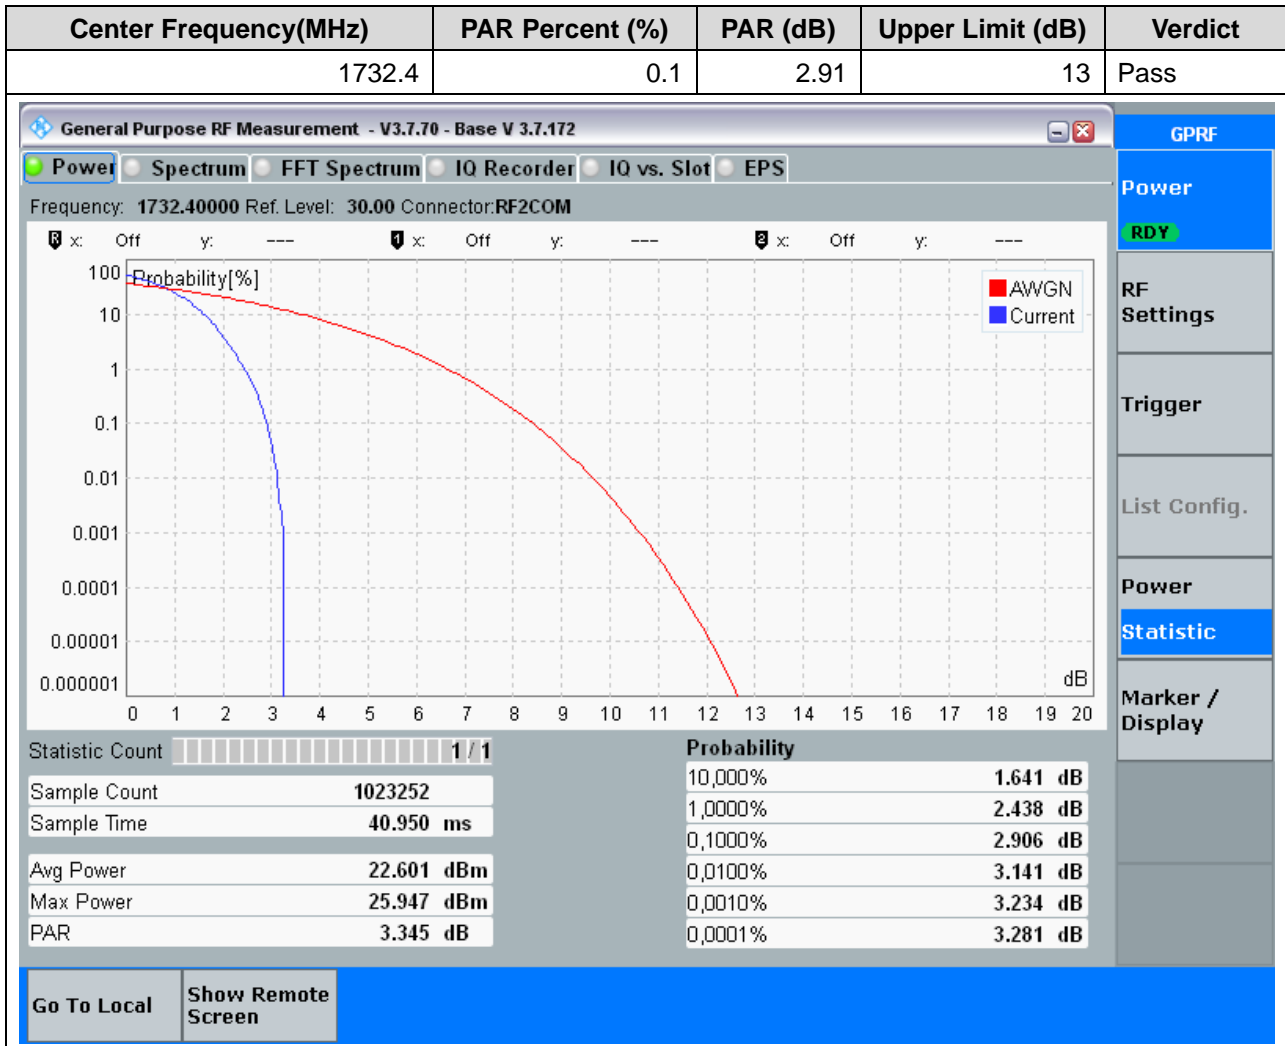 Center Frequency(MHz) PAR Percent (%) PAR (dB) Upper Limit (dB) Verdict
1732.4 0.1 2.91 13 Pass
General Purpose RF Measurement - V3.7.70 - Base V 3.7.172
GPRF
Power Spectrum FFT Spectrum IQ Recorder IQ vs. Slot EPS
Frequency: 1732.40000 Ref. Level: 30.00 Connector:RF2COM
R x: Off y: --- 1 x: Off y: --- 2 x: Off y: ---
Probability[%]
100
10
1
0.1
0.01
0.001
0.0001
0.00001
0.000001
AWGN
Current
dB
0 1 2 3 4 5 6 7 8 9 10 11 12 13 14 15 16 17 18 19 20
Statistic Count 1 / 1
Sample Count 1023252
Sample Time 40.950 ms
Avg Power 22.601 dBm
Max Power 25.947 dBm
PAR 3.345 dB
Probability
10,000% 1.641 dB
1,0000% 2.438 dB
0,1000% 2.906 dB
0,0100% 3.141 dB
0,0010% 3.234 dB
0,0001% 3.281 dB
Power
RDY
RF
Settings
Trigger
List Config.
Power
Statistic
Marker /
Display
Go To Local
Show Remote
Screen